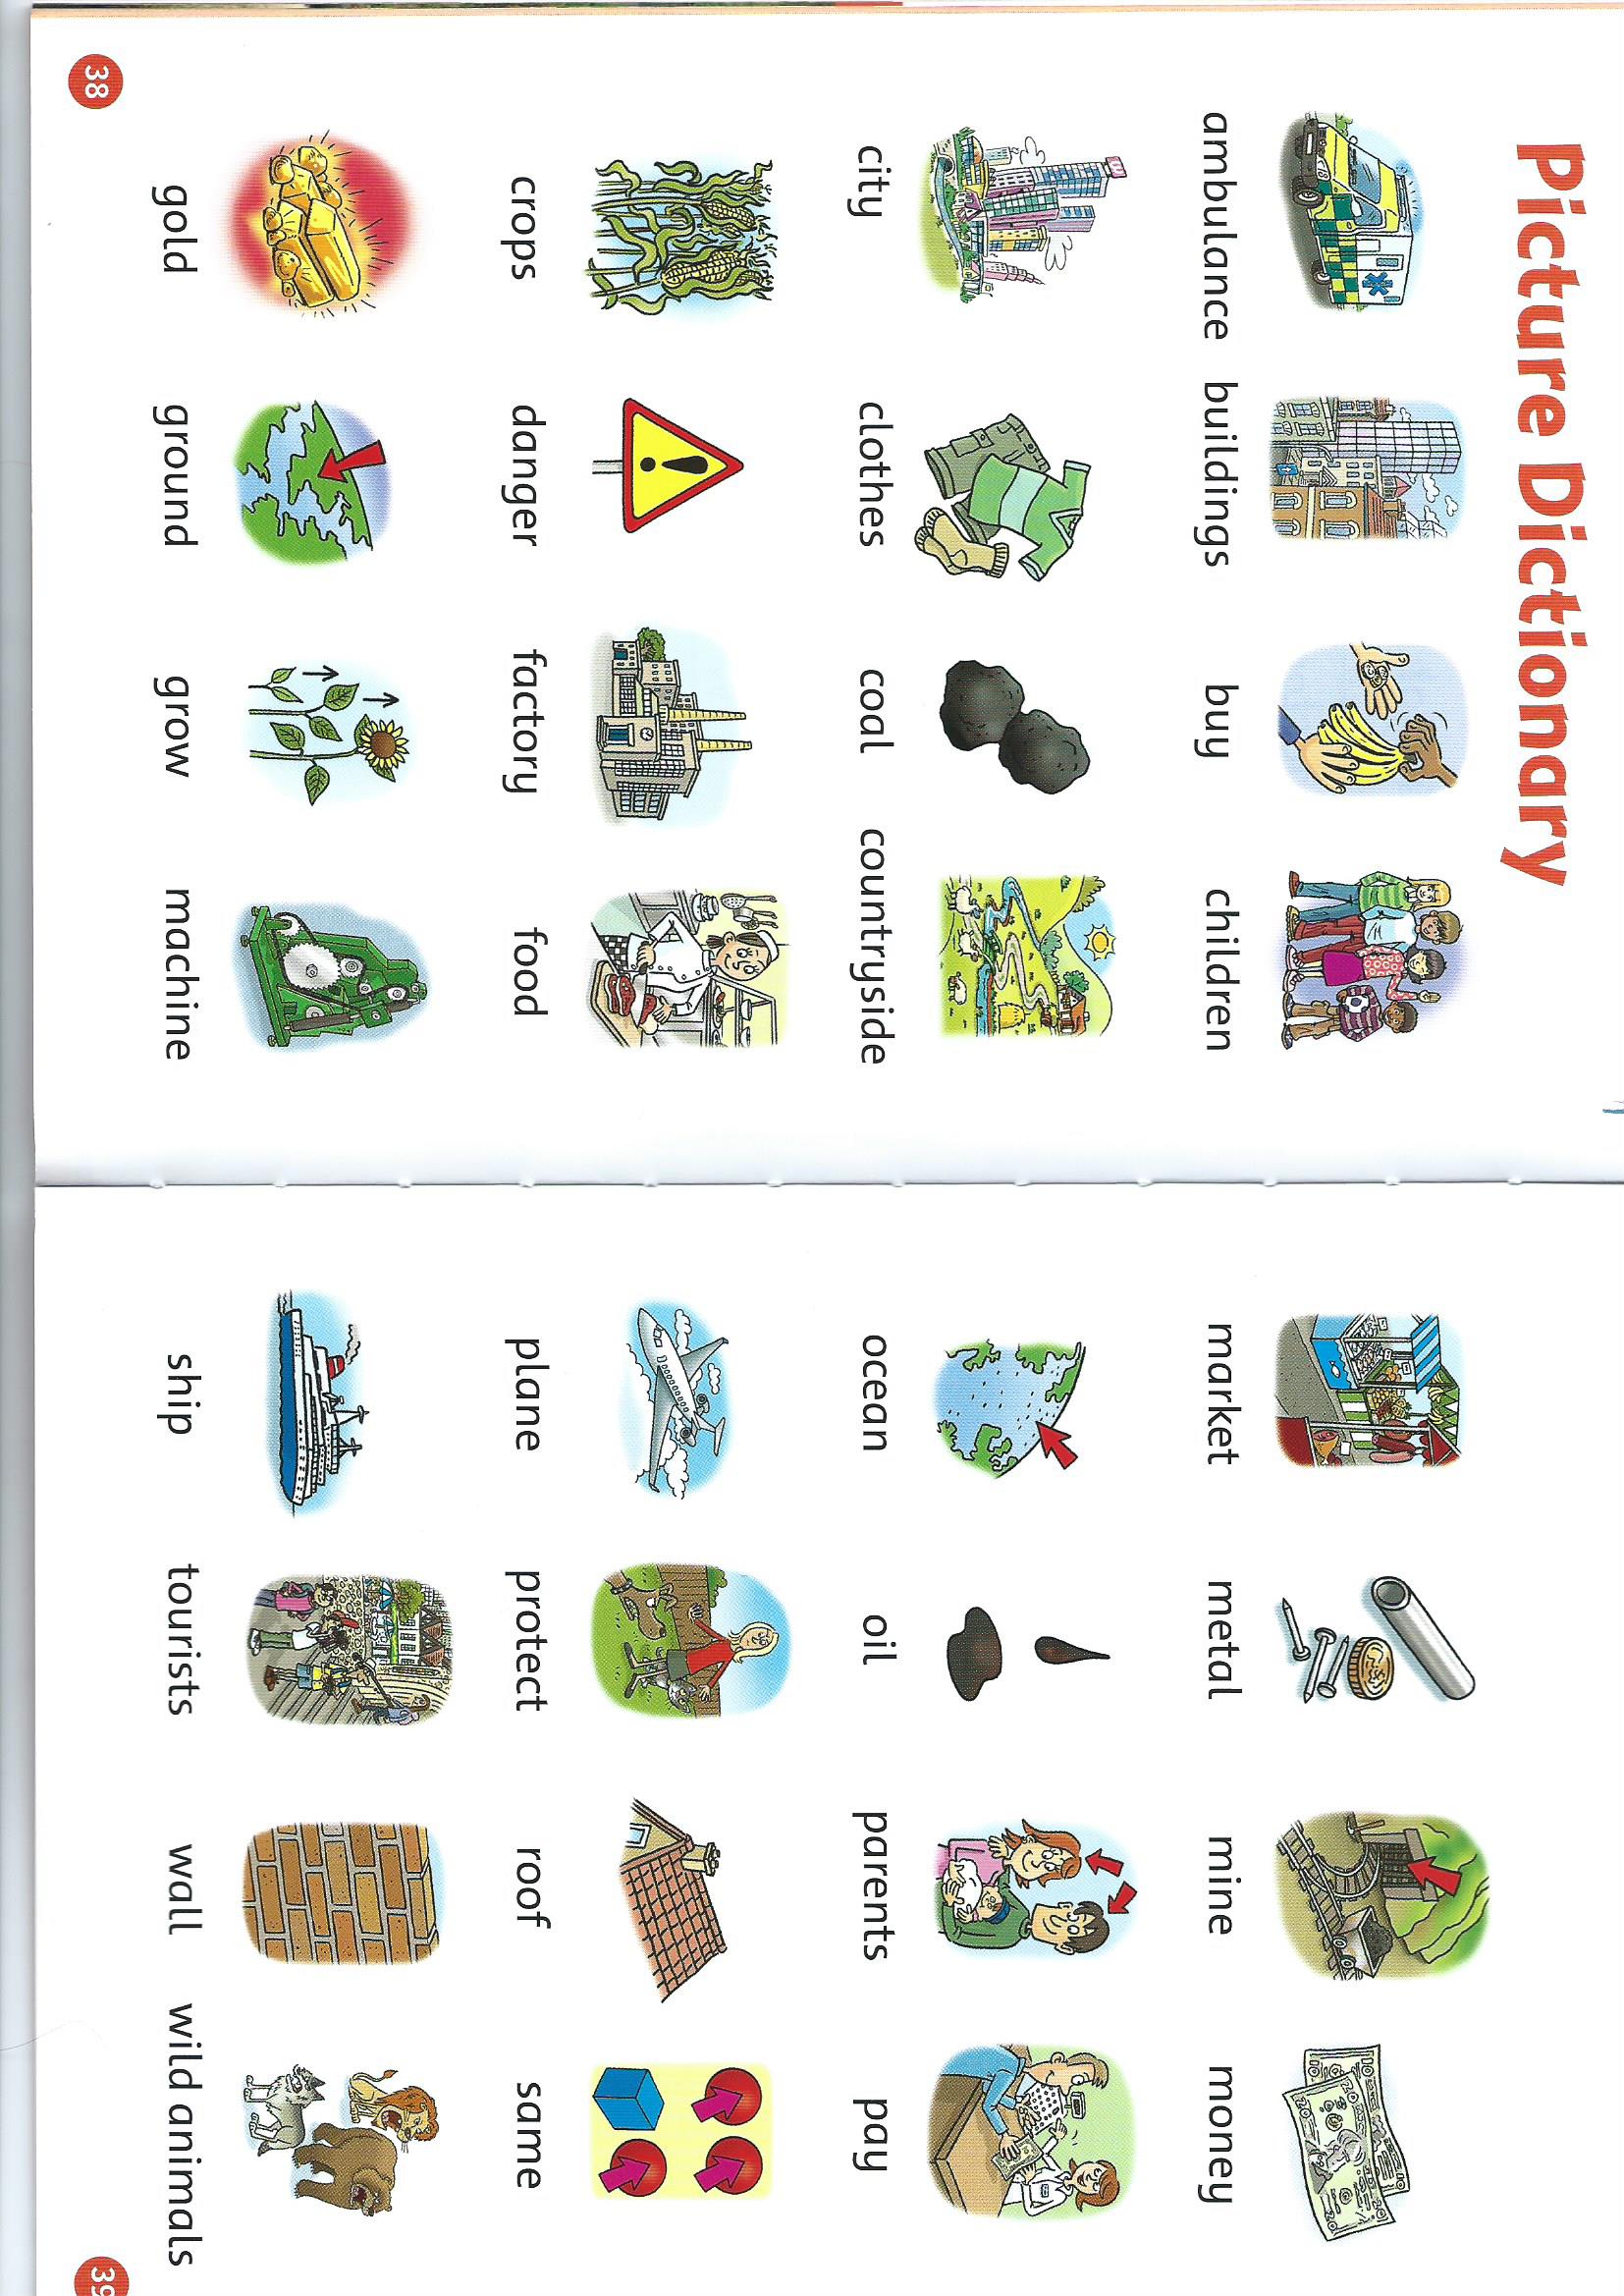 Picture Dictionary
ambulance buildings buy children
city clothes coal countryside
crops danger factory food
gold ground grow machine
38
market metal mine money
ocean oil parents pay
plane protect roof same
ship tourists wall wild animals
39